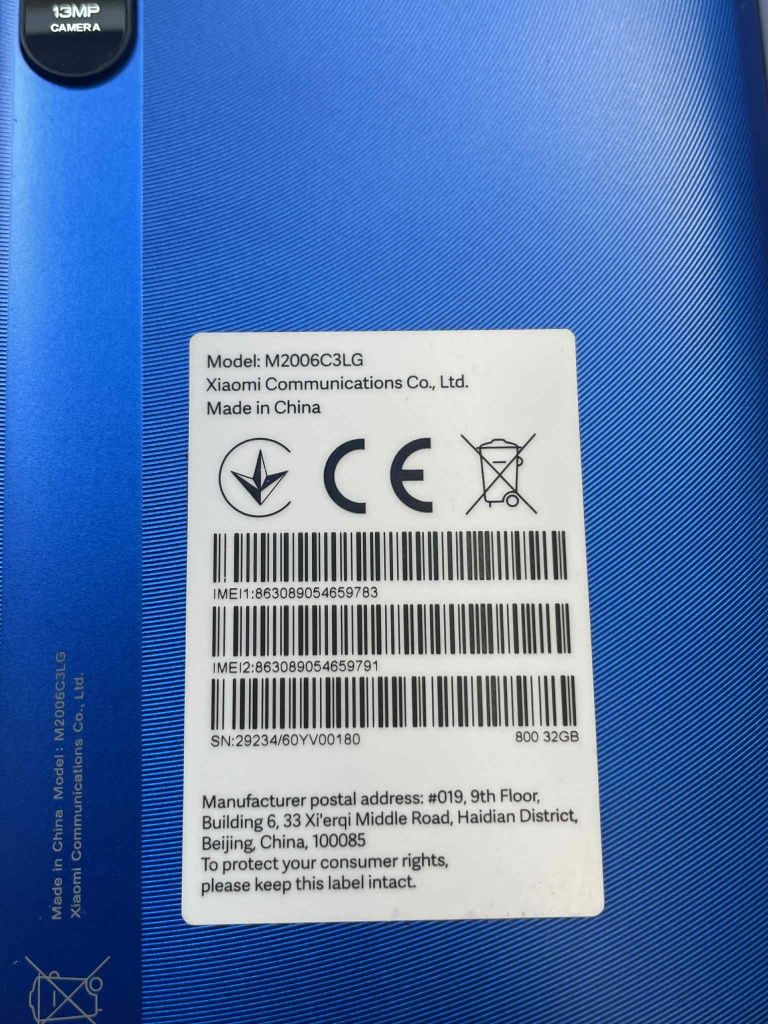 13MP
CAMERA
Model: M2006C3LG
Xiaomi Communications Co., Ltd.
Made in China
CE
IMEI1:863089054659783
IMEI2:863089054659791
SN:29234/60YV00180 800 32GB
Manufacturer postal address: #019, 9th Floor,
Building 6, 33 Xi'erqi Middle Road, Haidian District,
Beijing, China, 100085
To protect your consumer rights,
please keep this label intact.
Made in China Model: M2006C3LG
Xiaomi Communications Co., Ltd.